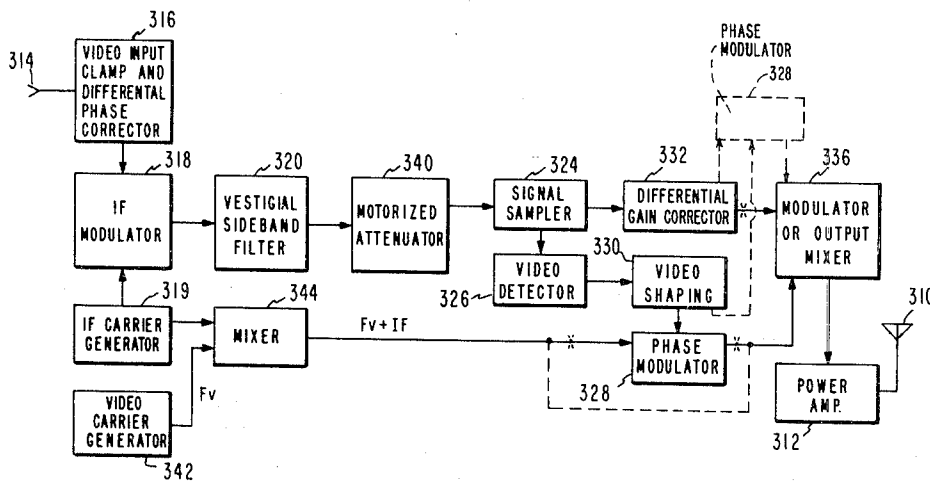 316
314
VIDEO INPUT
CLAMP AND
DIFFERENTIAL
PHASE
CORRECTOR
PHASE
MODULATOR
328
318
IF
MODULATOR
320
VESTIGIAL
SIDEBAND
FILTER
340
MOTORIZED
ATTENUATOR
324
SIGNAL
SAMPLER
332
DIFFERENTIAL
GAIN CORRECTOR
336
MODULATOR
OR OUTPUT
MIXER
326
VIDEO
DETECTOR
330
VIDEO
SHAPING
319
IF CARRIER
GENERATOR
344
MIXER
Fv+IF
PHASE
MODULATOR
328
310
POWER
AMP.
312
Fv
VIDEO
CARRIER
GENERATOR
342